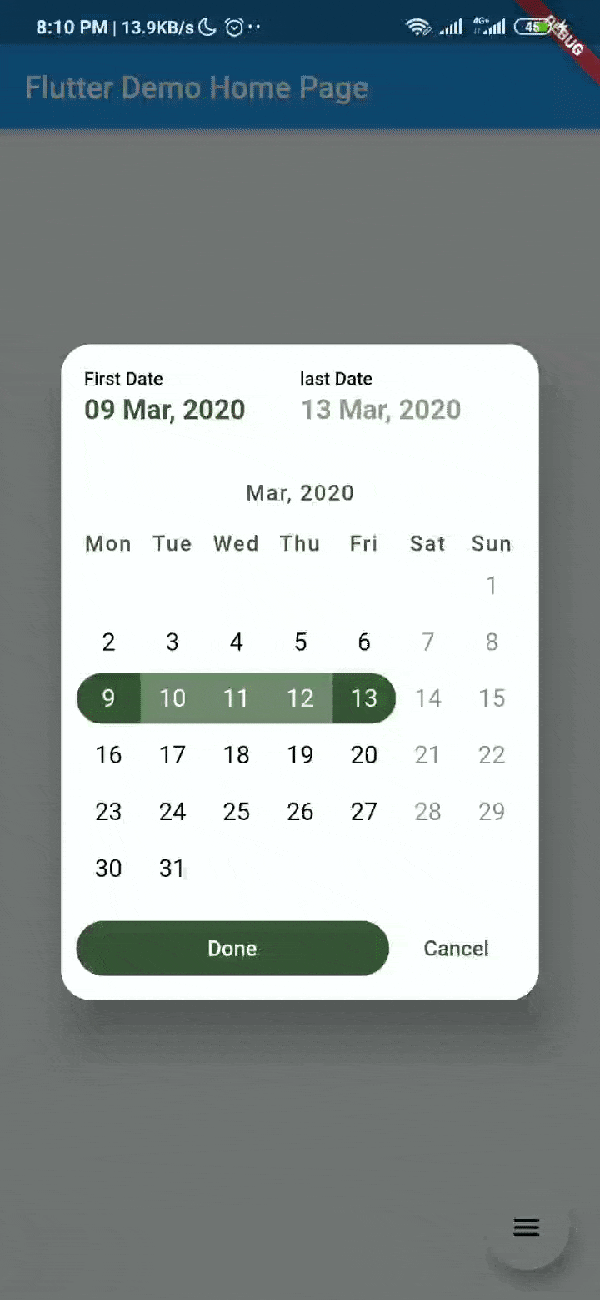 8:10 PM | 13.9KB/s
4G+
45
DEBUG
Flutter Demo Home Page
First Date last Date
09 Mar, 2020 13 Mar, 2020
Mar, 2020
Mon Tue Wed Thu Fri Sat Sun
1
2 3 4 5 6 7 8
9 10 11 12 13 14 15
16 17 18 19 20 21 22
23 24 25 26 27 28 29
30 31
Done Cancel